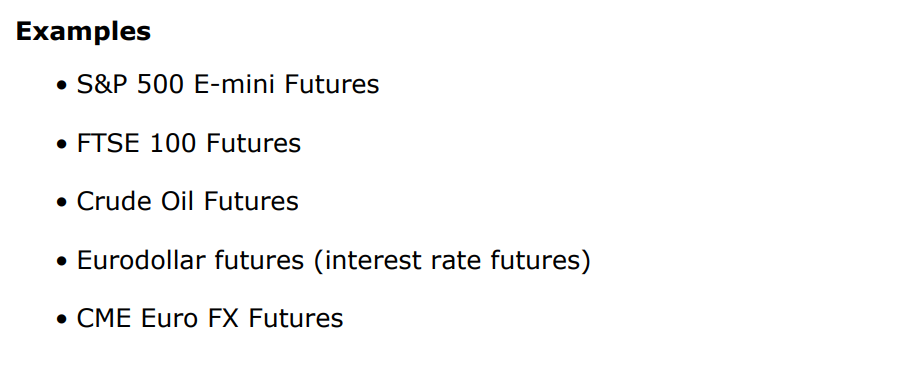 Examples
• S&P 500 E-mini Futures
• FTSE 100 Futures
• Crude Oil Futures
• Eurodollar futures (interest rate futures)
• CME Euro FX Futures